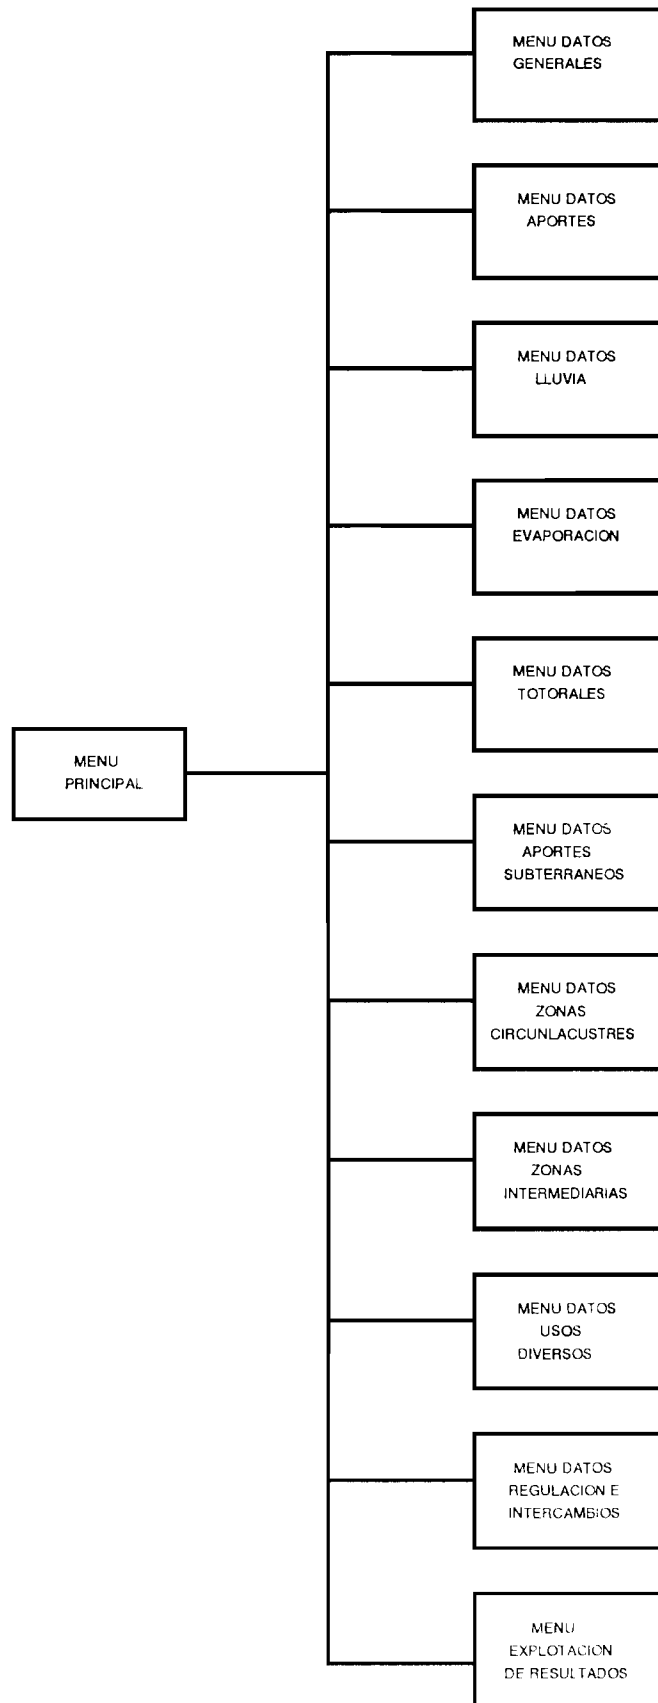 MENU DATOS
GENERALES
MENU DATOS
APORTES
MENU DATOS
LLUVIA
MENU DATOS
EVAPORACION
MENU DATOS
TOTORALES
MENU
PRINCIPAL
MENU DATOS
APORTES
SUBTERRANEOS
MENU DATOS
ZONAS
CIRCUNLACUSTRES
MENU DATOS
ZONAS
INTERMEDIARIAS
MENU DATOS
USOS
DIVERSOS
MENU DATOS
REGULACION E
INTERCAMBIOS
MENU
EXPLOTACION
DE RESULTADOS